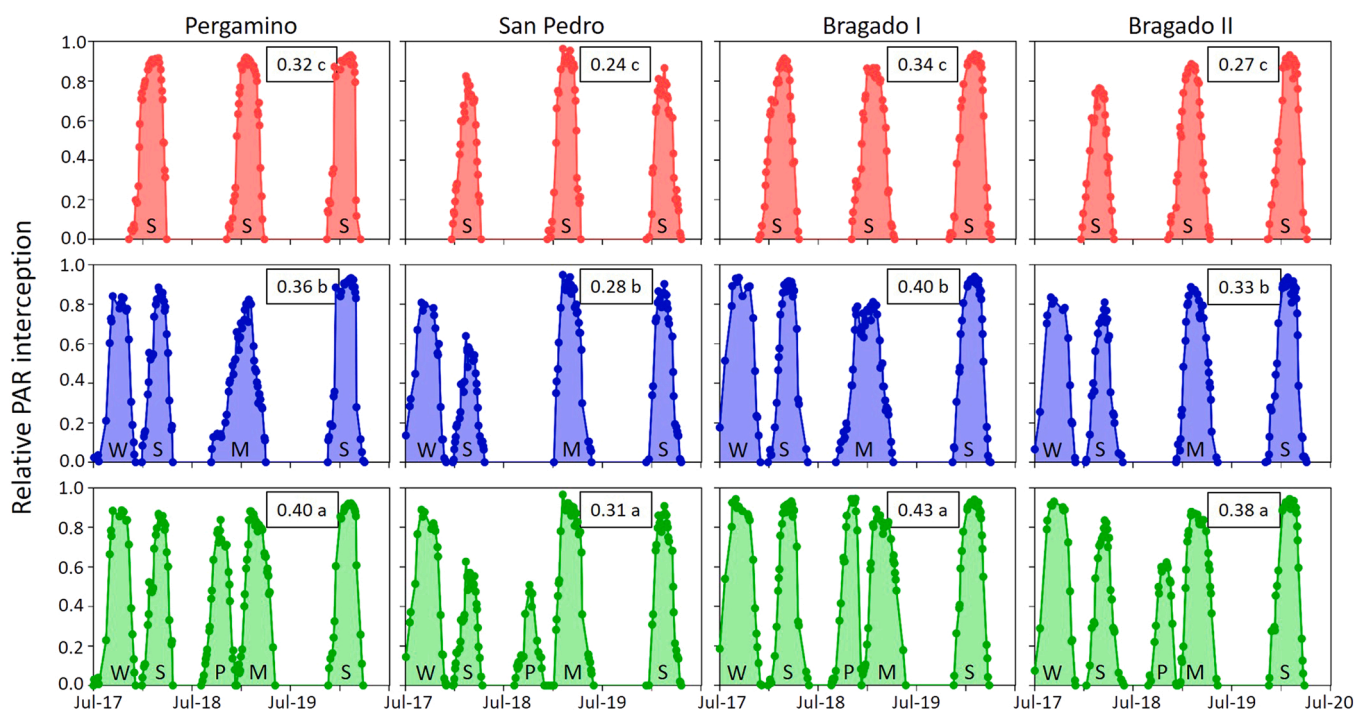 Pergamino San Pedro Bragado I Bragado II
1.0 0.32 c 0.24 c 0.34 c 0.27 c
0.8
0.6
0.4
0.2
0.0 S S S S S S S S S S S S
Relative PAR interception
1.0 0.36 b 0.28 b 0.40 b 0.33 b
0.8
0.6
0.4
0.2
0.0 W S M S W S M S W S M S W S M S
1.0 0.40 a 0.31 a 0.43 a 0.38 a
0.8
0.6
0.4
0.2
0.0 W S P M S W S P M S W S P M S W S P M S
Jul-17 Jul-18 Jul-19 Jul-17 Jul-18 Jul-19 Jul-17 Jul-18 Jul-19 Jul-17 Jul-18 Jul-19 Jul-20